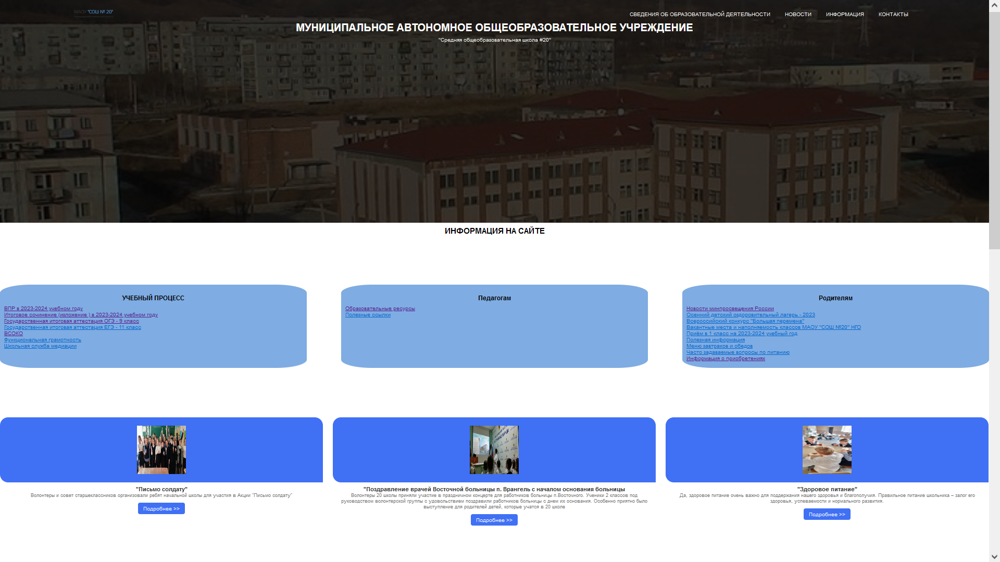 МАОУ "СОШ № 20"
СВЕДЕНИЯ ОБ ОБРАЗОВАТЕЛЬНОЙ ДЕЯТЕЛЬНОСТИ НОВОСТИ ИНФОРМАЦИЯ КОНТАКТЫ
МУНИЦИПАЛЬНОЕ АВТОНОМНОЕ ОБЩЕОБРАЗОВАТЕЛЬНОЕ УЧРЕЖДЕНИЕ
"Средняя общеобразовательная школа #20"
ИНФОРМАЦИЯ НА САЙТЕ
УЧЕБНЫЙ ПРОЦЕСС
ВПР в 2023-2024 учебном году
Итоговое сочинение (изложение ) в 2023-2024 учебном году
Государственная итоговая аттестация ОГЭ - 9 класс
Государственная итоговая аттестация ЕГЭ - 11 класс
ВСОКО
Функциональная грамотность
Школьная служба медиации
Педагогам
Образовательные ресурсы
Полезные ссылки
Родителям
Новости минпросвещения России
Осенний детский оздоровительный лагерь - 2023
Всероссийский конкурс "Большая перемена"
Вакантные места и наполняемость классов МАОУ "СОШ №20" НГО
Приём в 1 класс на 2023-2024 учебный год
Полезная информация
Меню завтраков и обедов
Часто задаваемые вопросы по питанию
Информация о приобретениях
"Письмо солдату"
Волонтеры и совет старшеклассников организовали ребят начальной школы для участия в Акции "Письмо солдату"
Подробнее >>
"Поздравление врачей Восточной больницы п. Врангель с началом основания больницы
Волонтеры 20 школы приняли участие в праздничном концерте для работников больницы п.Восточного. Ученики 2 классов под
руководством волонтерской группы с удовольствием поздравили работников больницы с днем их основания. Особенно приятно было
выступление для родителей детей, которые учатся в 20 школе
Подробнее >>
"Здоровое питание"
Да, здоровое питание очень важно для поддержания нашего здоровья и благополучия. Правильное питание школьника – залог его
здоровья, успеваемости и нормального развития.
Подробнее >>